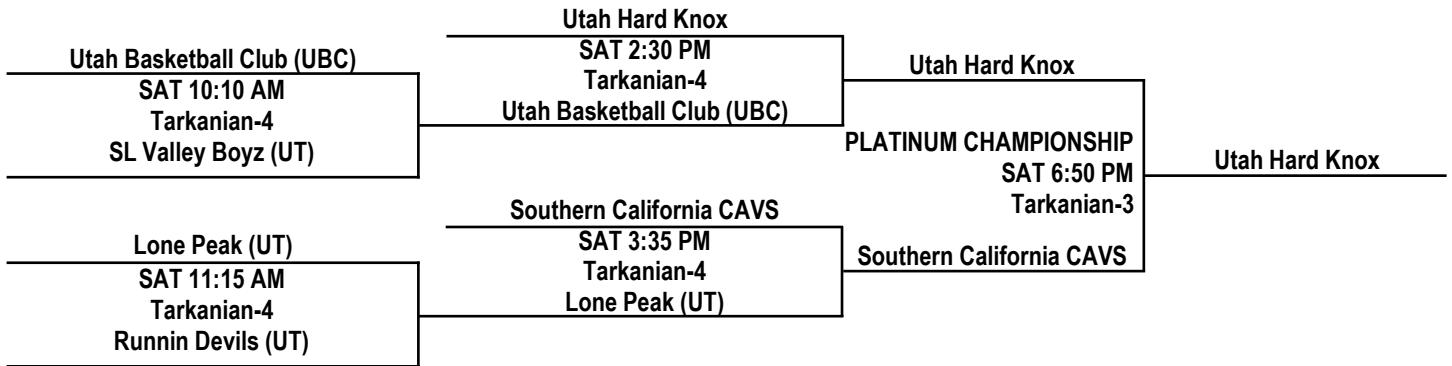 Utah Basketball Club (UBC)
SAT 10:10 AM
Tarkanian-4
SL Valley Boyz (UT)
Lone Peak (UT)
SAT 11:15 AM
Tarkanian-4
Runnin Devils (UT)
Utah Hard Knox
SAT 2:30 PM
Tarkanian-4
Utah Basketball Club (UBC)
Southern California CAVS
SAT 3:35 PM
Tarkanian-4
Lone Peak (UT)
Utah Hard Knox
PLATINUM CHAMPIONSHIP
SAT 6:50 PM
Tarkanian-3
Southern California CAVS
Utah Hard Knox